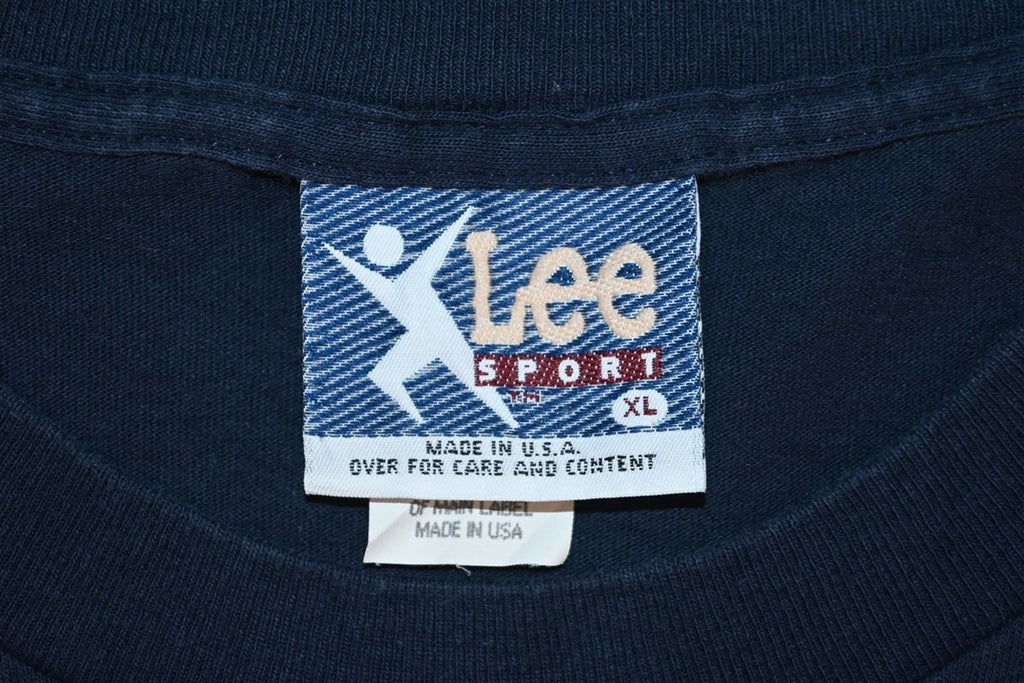 Lee
SPORT
TM
XL
MADE IN U.S.A.
OVER FOR CARE AND CONTENT
OF MAIN LABEL
MADE IN USA